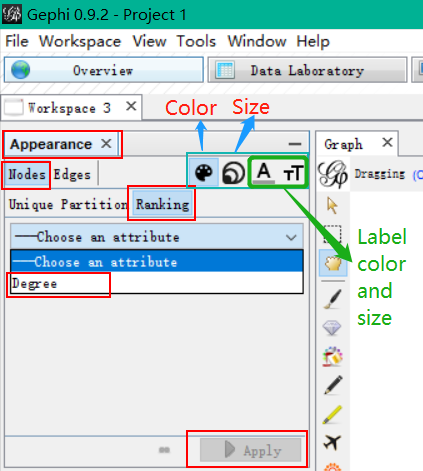 Gephi 0.9.2 - Project 1
File Workspace View Tools Window Help
Overview
Data Laboratory
Workspace 3
Color Size
Appearance
Graph
Nodes Edges
Dragging
Unique Partition Ranking
---Choose an attribute
---Choose an attribute
Degree
Label
color
and
size
Apply